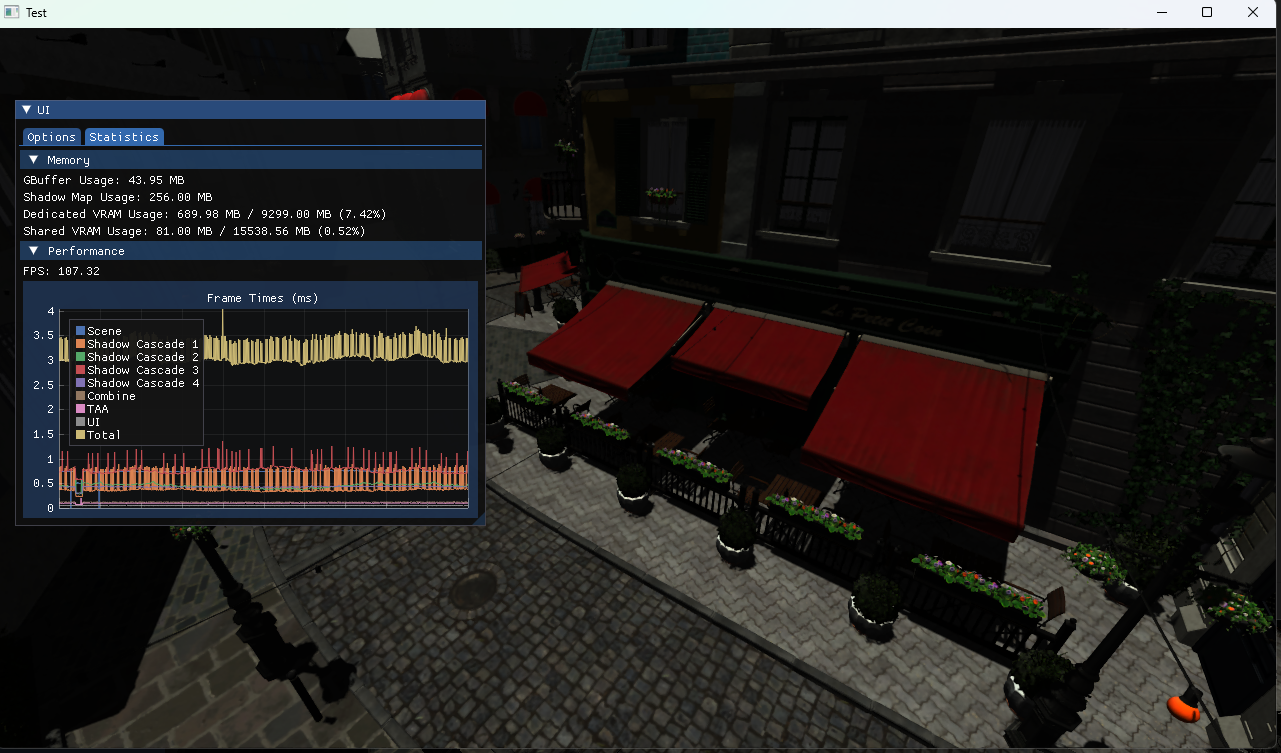 Test
UI
Options Statistics
Memory
GBuffer Usage: 43.95 MB
Shadow Map Usage: 256.00 MB
Dedicated VRAM Usage: 689.98 MB / 9299.00 MB (7.42%)
Shared VRAM Usage: 81.00 MB / 15538.56 MB (0.52%)
Performance
FPS: 107.32
Frame Times (ms)
4
3.5
3
2.5
2
1.5
1
0.5
0
Scene
Shadow Cascade 1
Shadow Cascade 2
Shadow Cascade 3
Shadow Cascade 4
Combine
TAA
UI
Total